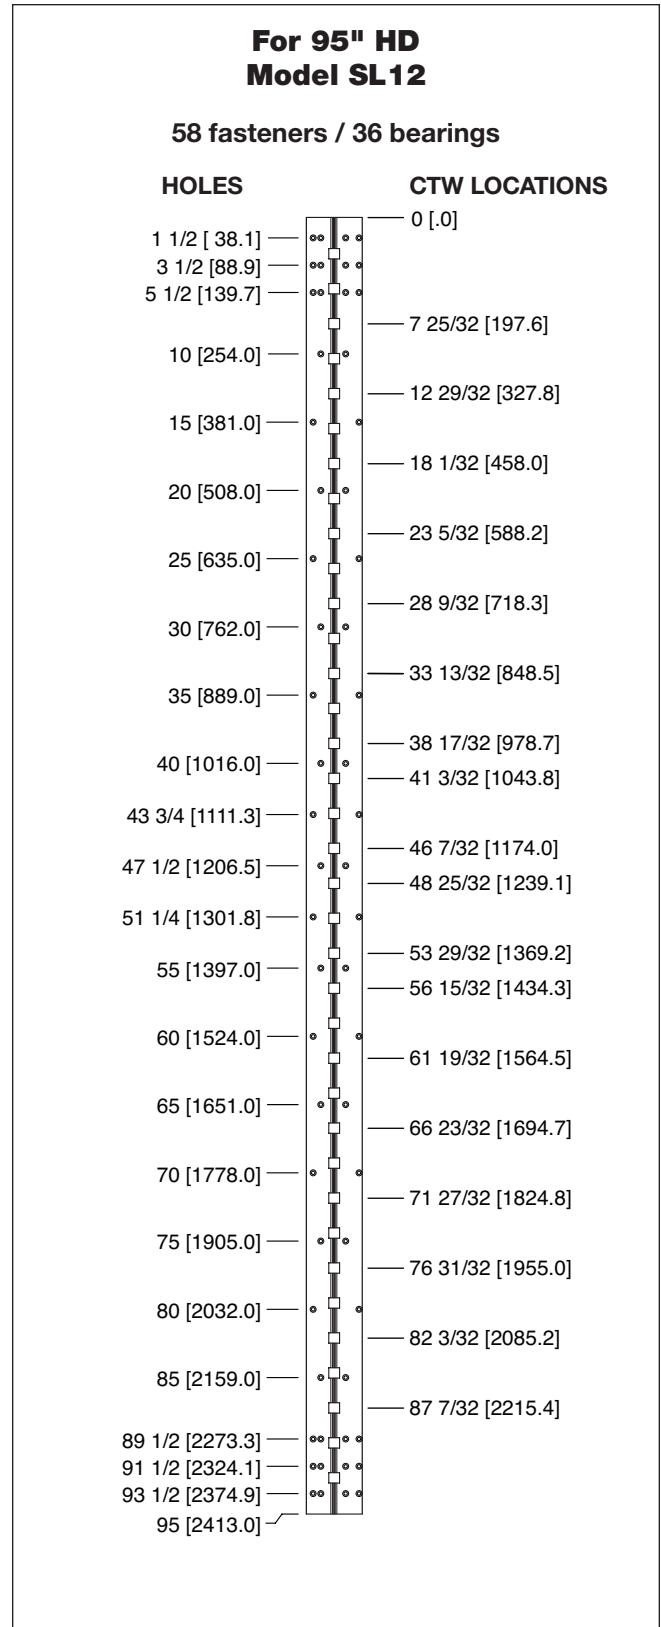 For 95" HD
Model SL12
58 fasteners / 36 bearings
HOLES
1 1/2 [ 38.1]
3 1/2 [88.9]
5 1/2 [139.7]
10 [254.0]
15 [381.0]
20 [508.0]
25 [635.0]
30 [762.0]
35 [889.0]
40 [1016.0]
43 3/4 [1111.3]
47 1/2 [1206.5]
51 1/4 [1301.8]
55 [1397.0]
60 [1524.0]
65 [1651.0]
70 [1778.0]
75 [1905.0]
80 [2032.0]
85 [2159.0]
89 1/2 [2273.3]
91 1/2 [2324.1]
93 1/2 [2374.9]
95 [2413.0]
CTW LOCATIONS
0 [.0]
7 25/32 [197.6]
12 29/32 [327.8]
18 1/32 [458.0]
23 5/32 [588.2]
28 9/32 [718.3]
33 13/32 [848.5]
38 17/32 [978.7]
41 3/32 [1043.8]
46 7/32 [1174.0]
48 25/32 [1239.1]
53 29/32 [1369.2]
56 15/32 [1434.3]
61 19/32 [1564.5]
66 23/32 [1694.7]
71 27/32 [1824.8]
76 31/32 [1955.0]
82 3/32 [2085.2]
87 7/32 [2215.4]